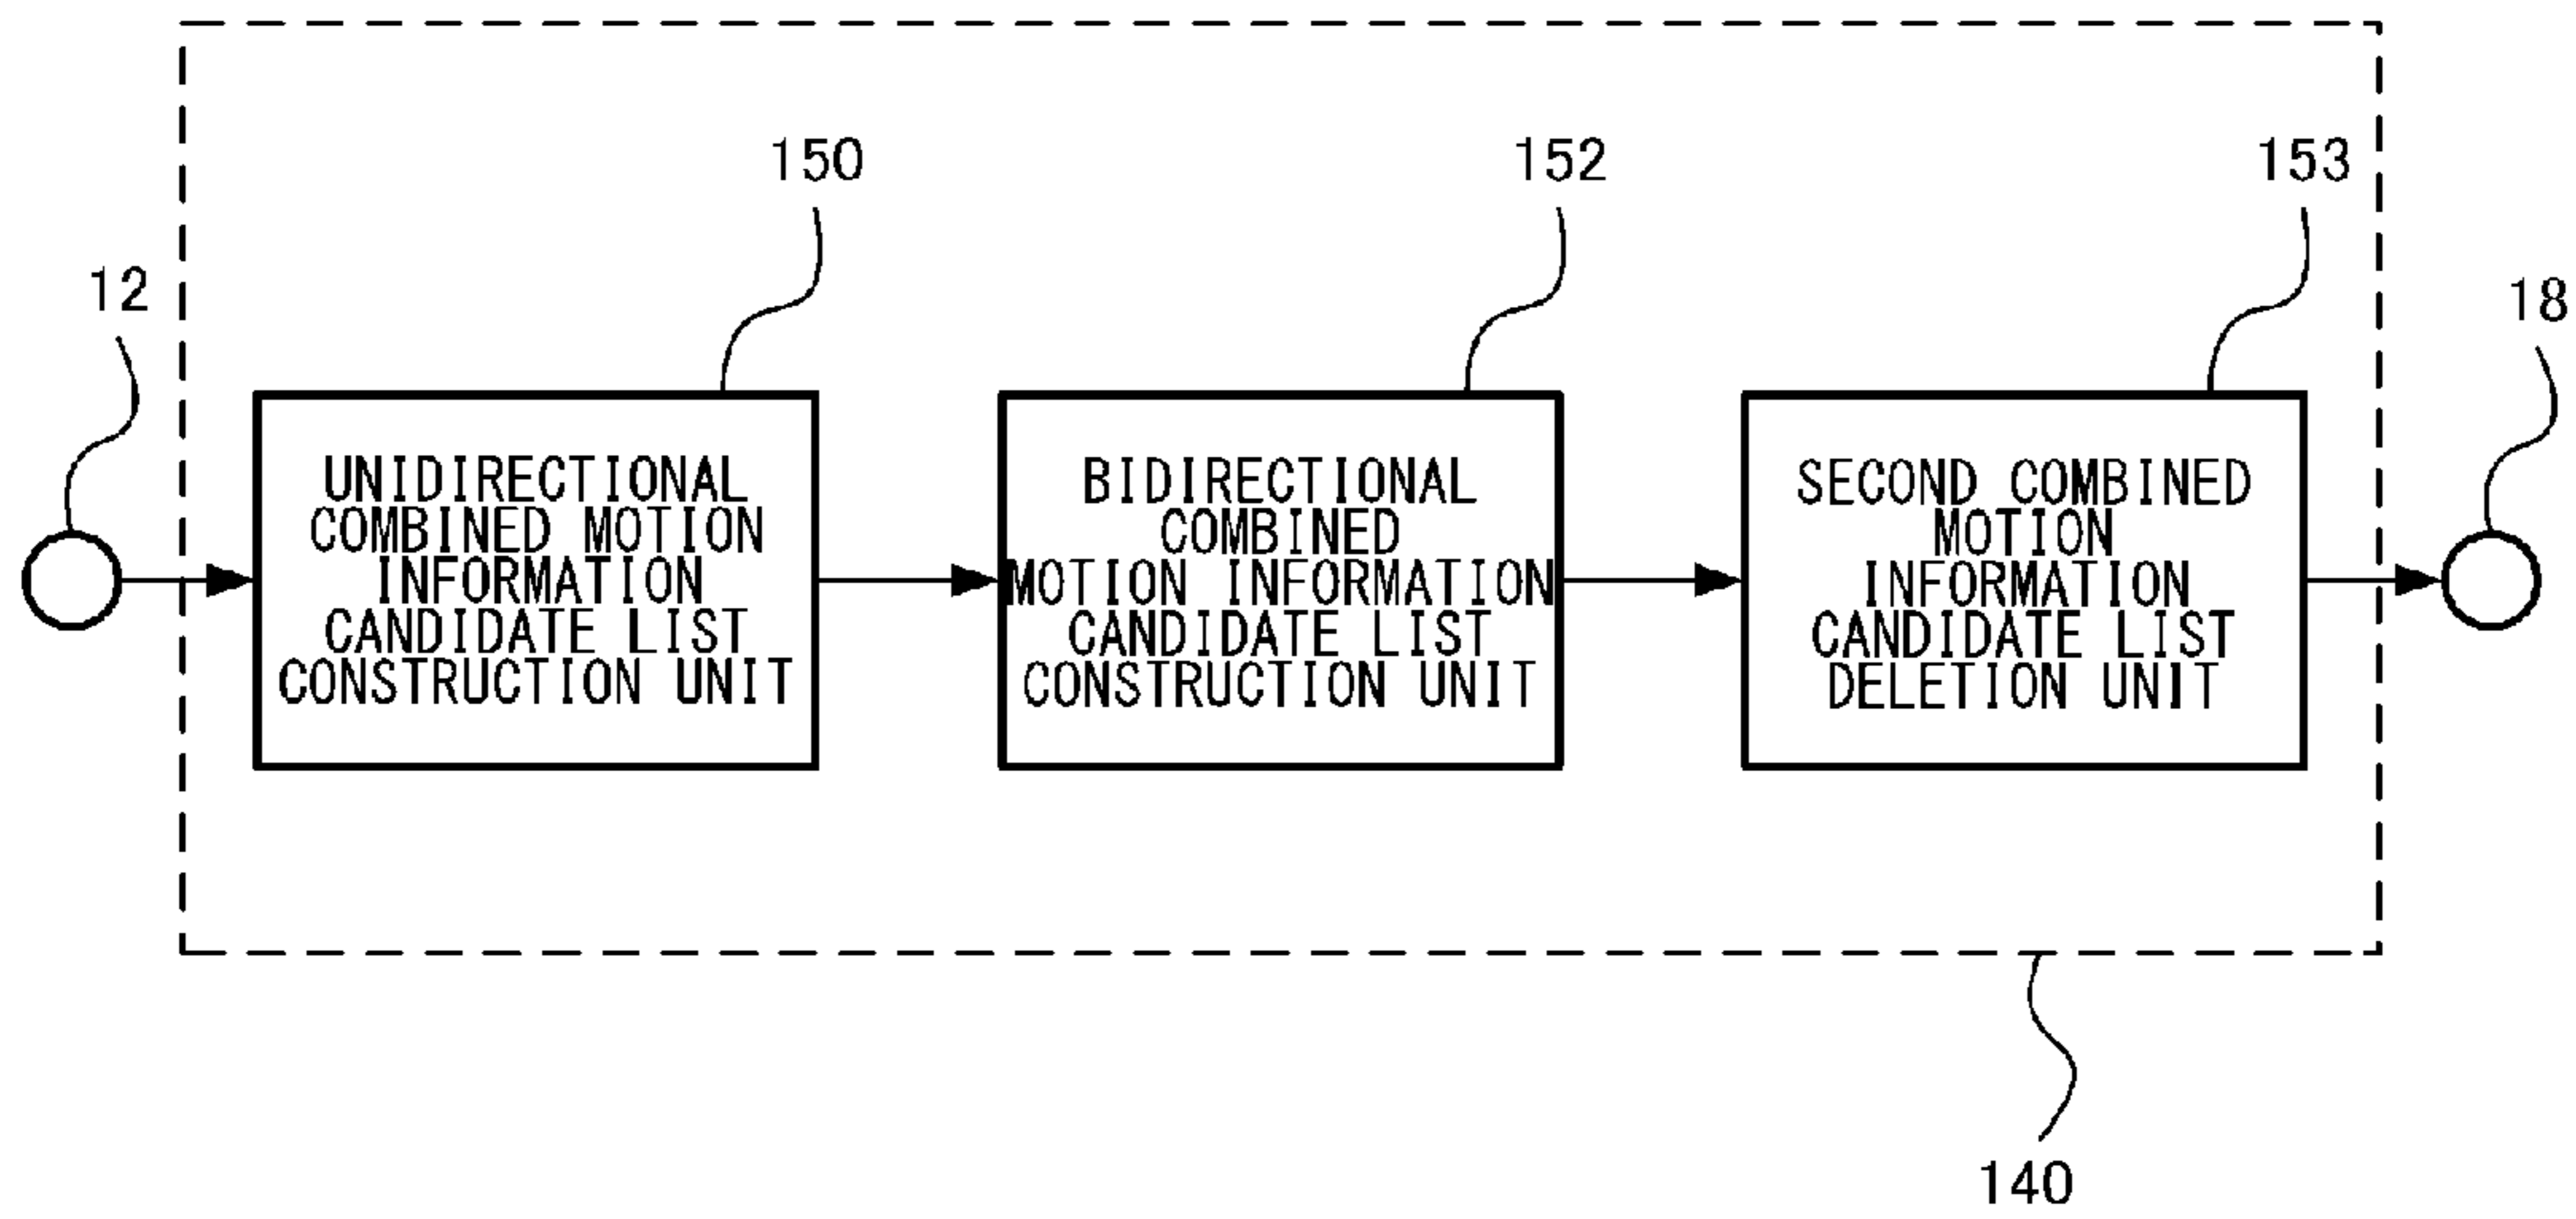 150
152
153
12
18
UNIDIRECTIONAL
COMBINED MOTION
INFORMATION
CANDIDATE LIST
CONSTRUCTION UNIT
BIDIRECTIONAL
COMBINED
MOTION INFORMATION
CANDIDATE LIST
CONSTRUCTION UNIT
SECOND COMBINED
MOTION
INFORMATION
CANDIDATE LIST
DELETION UNIT
140